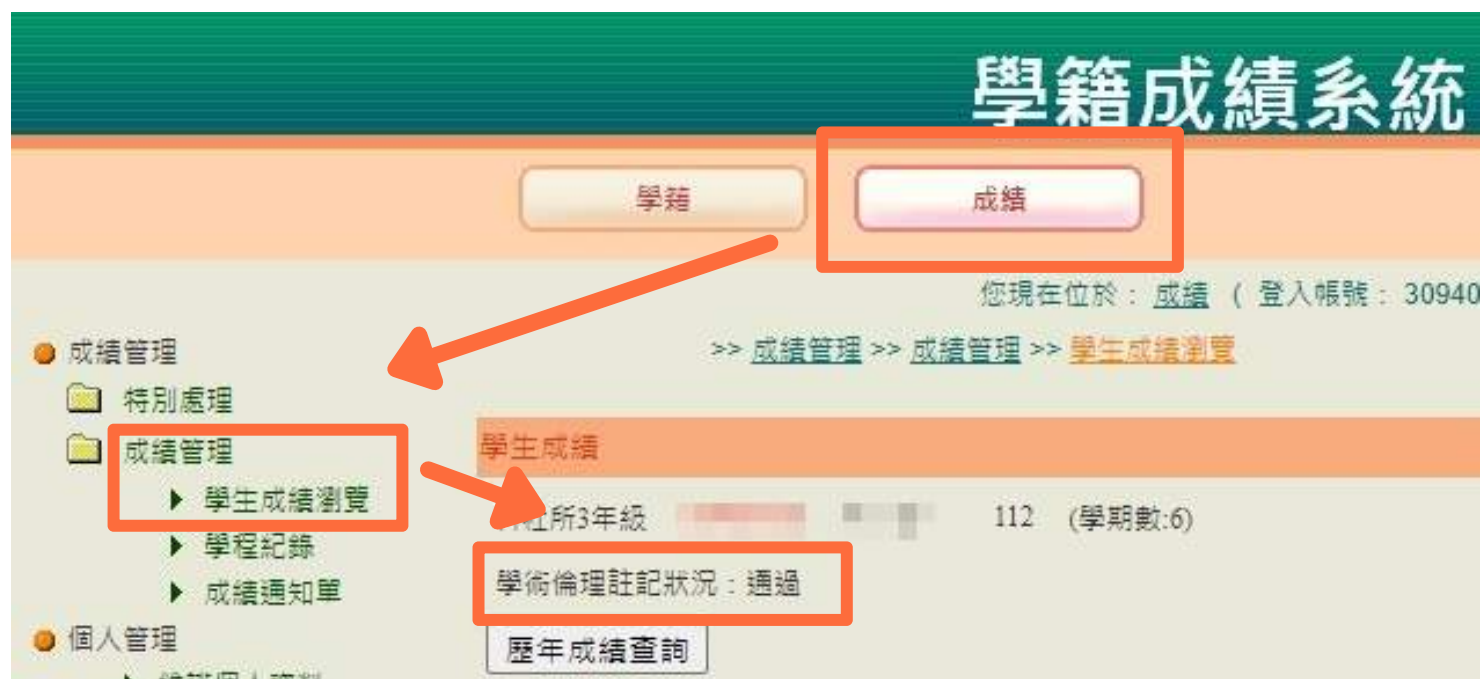 學籍成績系統
學籍
成績
您現在位於： 成績 ( 登入帳號： 30940
>> 成績管理 >> 成績管理 >> 學生成績瀏覽
成績管理
特別處理
成績管理
學生成績瀏覽
學程紀錄
成績通知單
個人管理
學生成績
社所3年級 112 (學期數:6)
學術倫理註記狀況：通過
歷年成績查詢